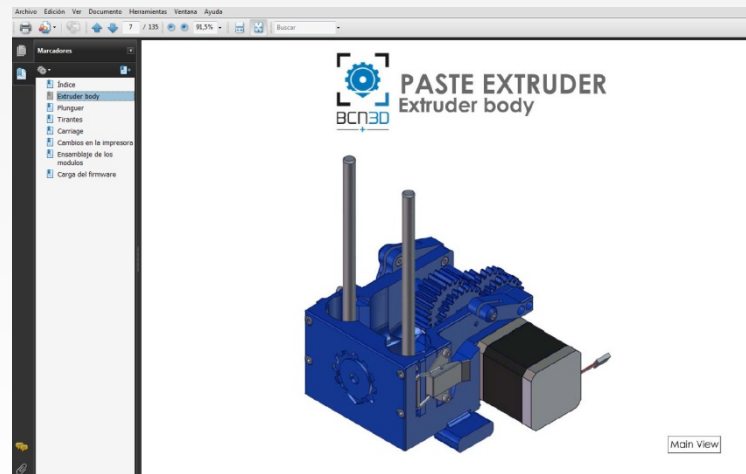 Archivo Edición Ver Documento Herramientas Ventana Ayuda
7 / 135 91,5% Buscar
Marcadores
Índice
Extruder body
Plunguer
Tirantes
Carriage
Cambios en la impresora
Ensamblaje de los
modulos
Carga del firmware
BCN3D
PASTE EXTRUDER
Extruder body
Main View